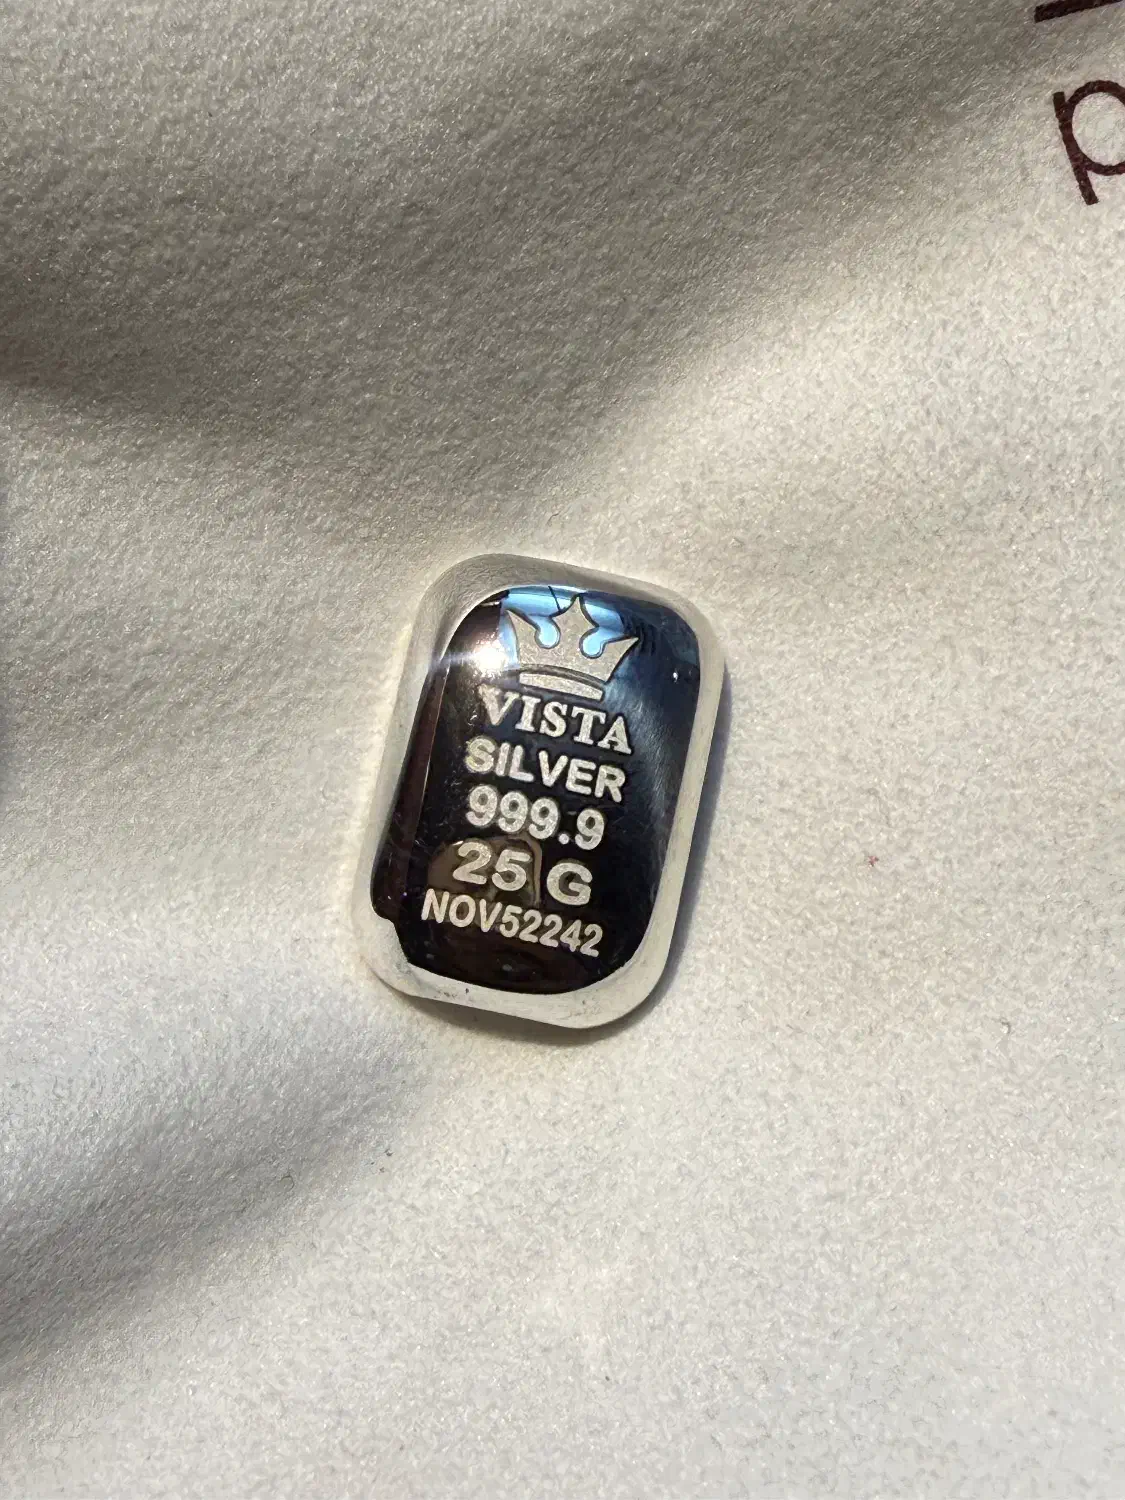 p
VISTA
SILVER
999.9
25 G
NOV52242